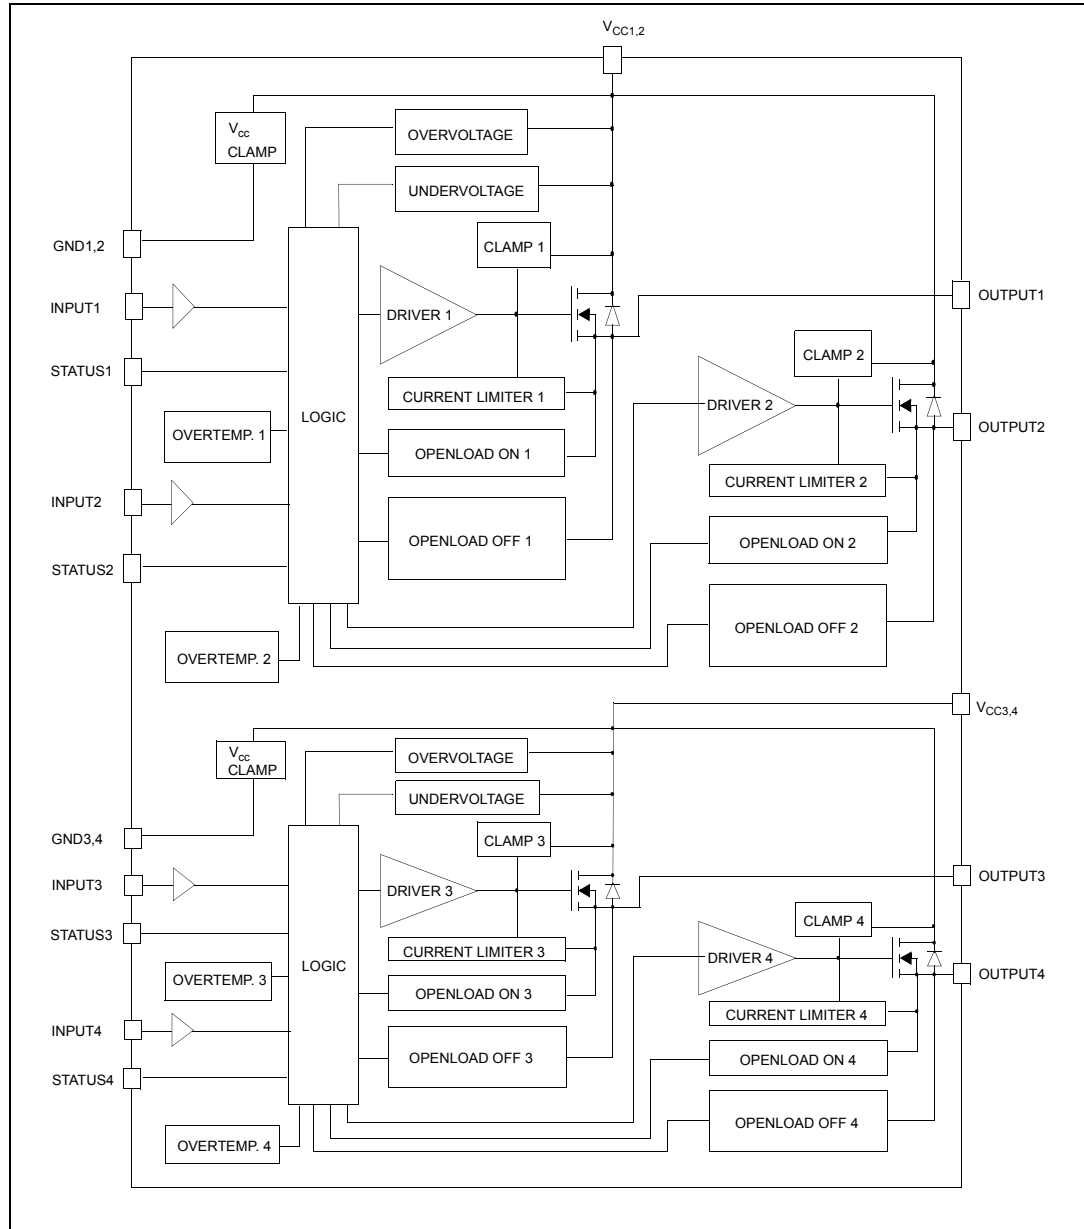 VCC1,2
Vcc
CLAMP
OVERVOLTAGE
UNDERVOLTAGE
GND1,2
CLAMP 1
INPUT1
DRIVER 1
OUTPUT1
STATUS1
CLAMP 2
CURRENT LIMITER 1
DRIVER 2
LOGIC
OVERTEMP. 1
OUTPUT2
OPENLOAD ON 1
CURRENT LIMITER 2
INPUT2
OPENLOAD OFF 1
OPENLOAD ON 2
STATUS2
OPENLOAD OFF 2
OVERTEMP. 2
VCC3,4
Vcc
CLAMP
OVERVOLTAGE
UNDERVOLTAGE
GND3,4
CLAMP 3
INPUT3
DRIVER 3
OUTPUT3
STATUS3
CLAMP 4
CURRENT LIMITER 3
DRIVER 4
LOGIC
OVERTEMP. 3
OUTPUT4
OPENLOAD ON 3
CURRENT LIMITER 4
INPUT4
OPENLOAD OFF 3
OPENLOAD ON 4
STATUS4
OPENLOAD OFF 4
OVERTEMP. 4